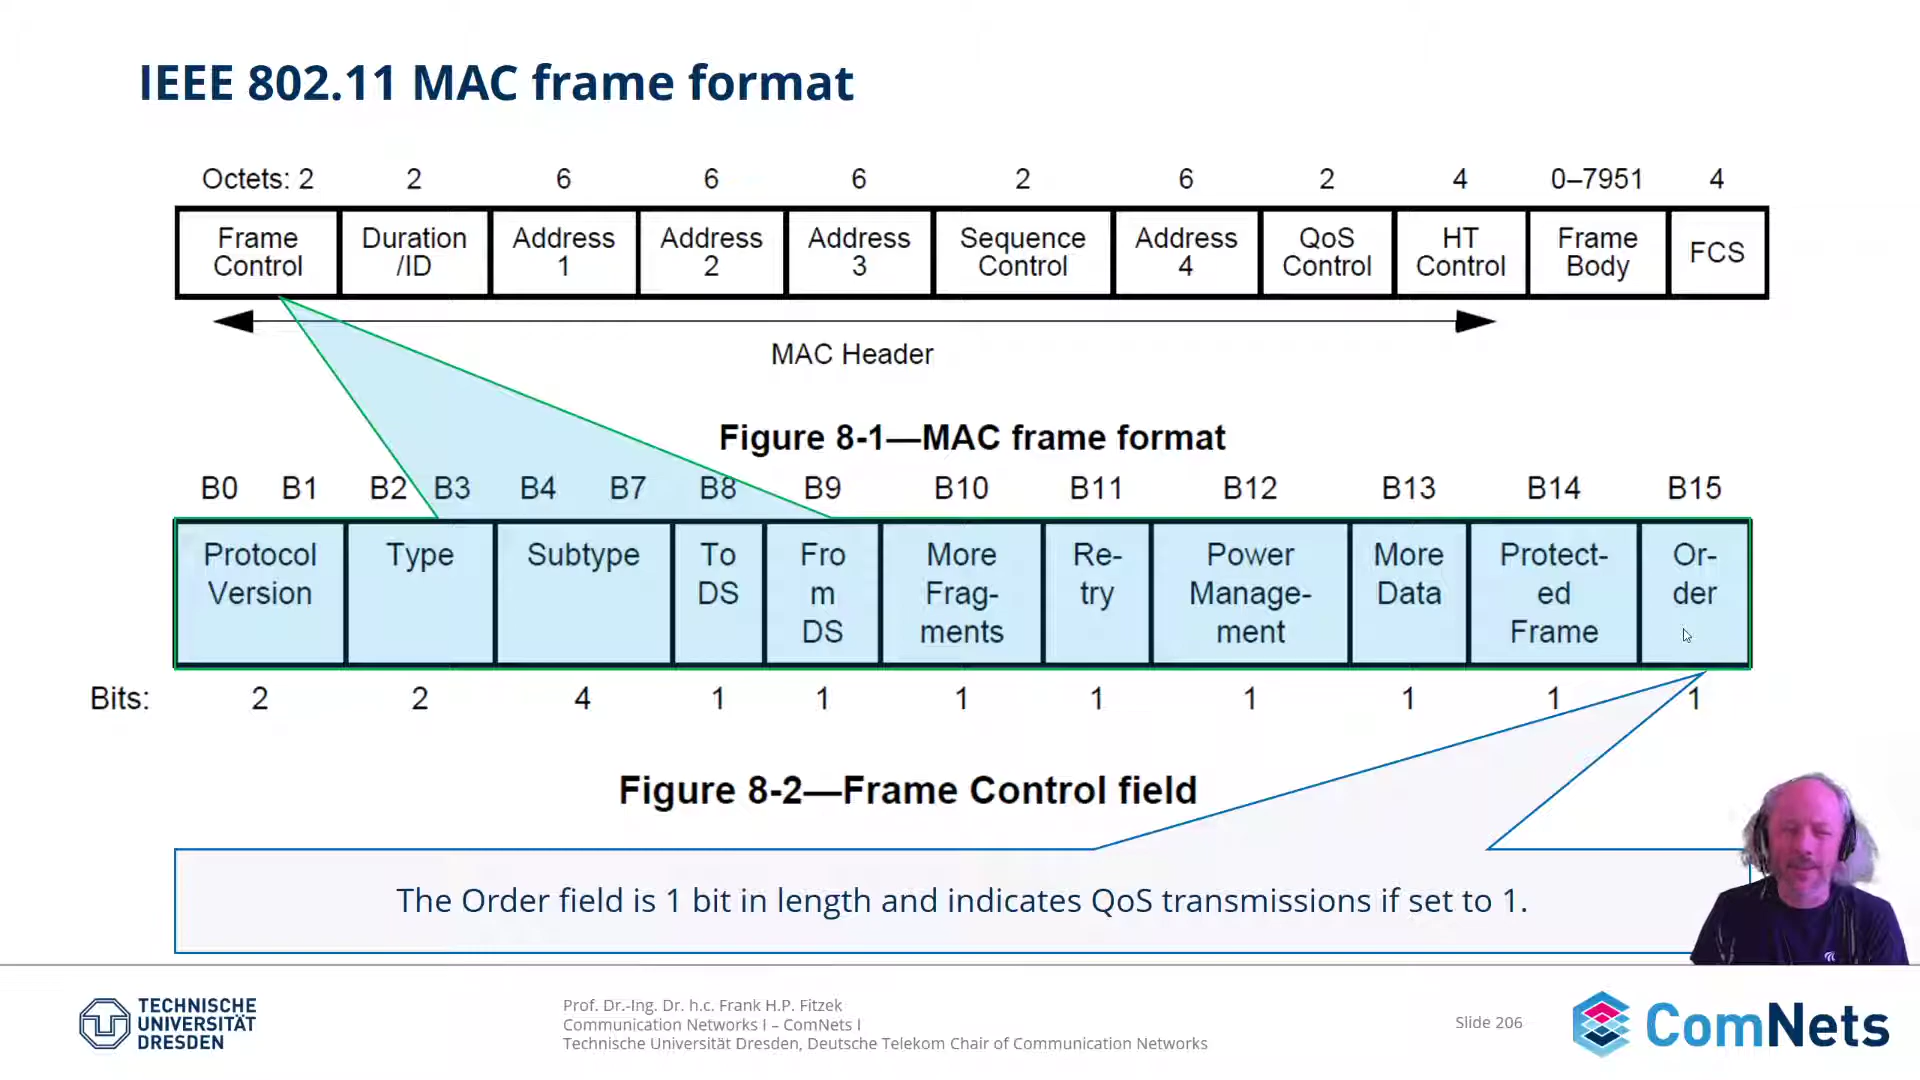 IEEE 802.11 MAC frame format
Octets: 2 2 6 6 6 2 6 2 4 0–7951 4
Frame Control Duration /ID Address 1 Address 2 Address 3 Sequence Control Address 4 QoS Control HT Control Frame Body FCS
MAC Header
Figure 8-1—MAC frame format
B0 B1 B2 B3 B4 B7 B8 B9 B10 B11 B12 B13 B14 B15
Protocol Version Type Subtype To DS Fro m DS More Frag- ments Re- try Power Manage- ment More Data Protect- ed Frame Or- der
Bits: 2 2 4 1 1 1 1 1 1 1 1
Figure 8-2—Frame Control field
The Order field is 1 bit in length and indicates QoS transmissions if set to 1.
TECHNISCHE
UNIVERSITÄT
DRESDEN
Prof. Dr.-Ing. Dr. h.c. Frank H.P. Fitzek
Communication Networks I – ComNets I
Technische Universität Dresden, Deutsche Telekom Chair of Communication Networks
Slide 206
ComNets